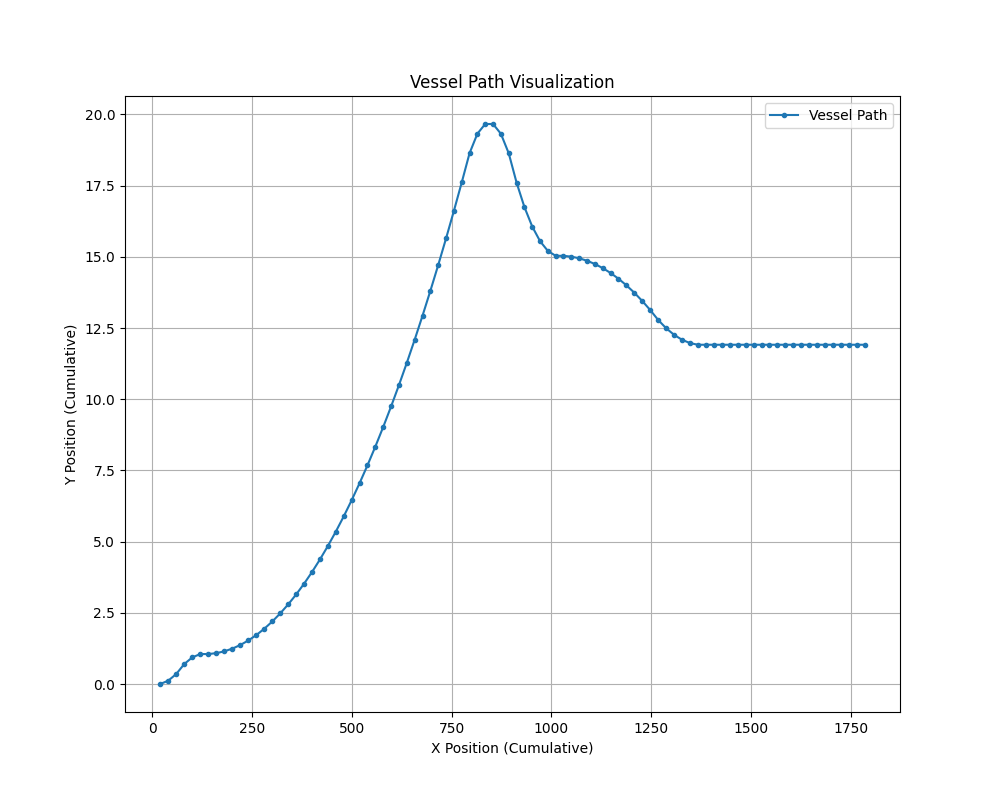 Vessel Path Visualization
Vessel Path
20.0
17.5
15.0
12.5
10.0
7.5
5.0
2.5
0.0
Y Position (Cumulative)
0 250 500 750 1000 1250 1500 1750
X Position (Cumulative)